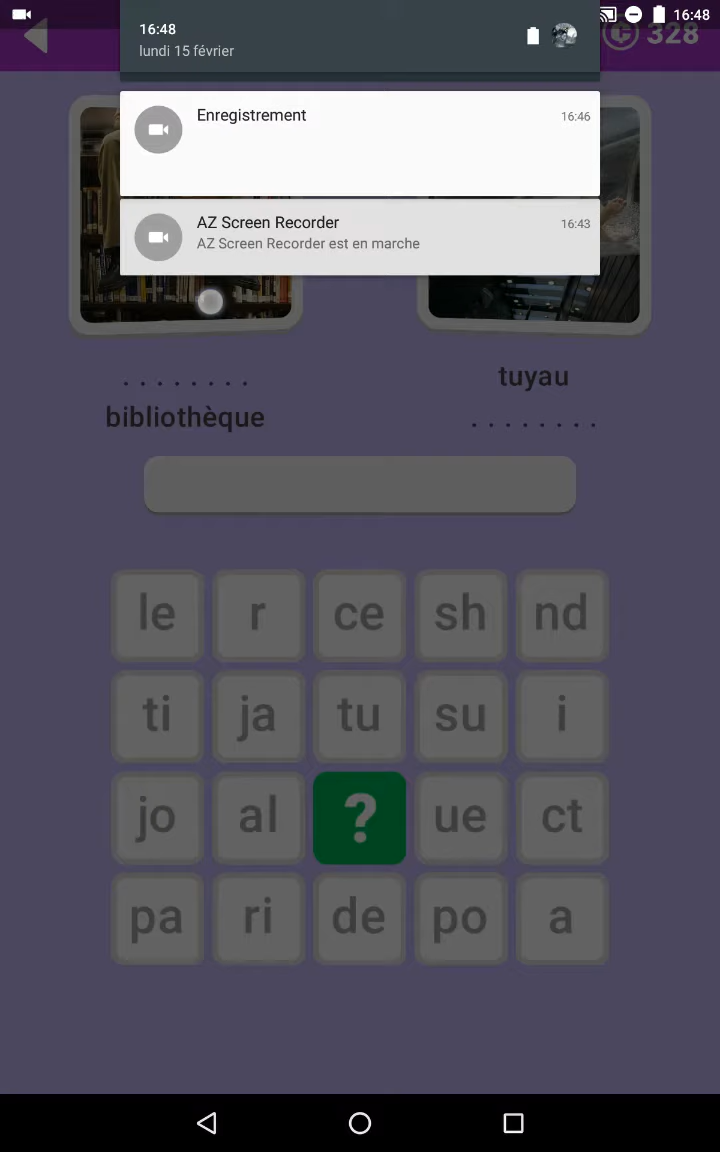 16:48
16:48
lundi 15 février
328
Enregistrement
16:46
AZ Screen Recorder
16:43
AZ Screen Recorder est en marche
. . . . . . . .
tuyau
bibliothèque
. . . . . . . .
le r ce sh nd
ti ja tu su i
jo al ? ue ct
pa ri de po a